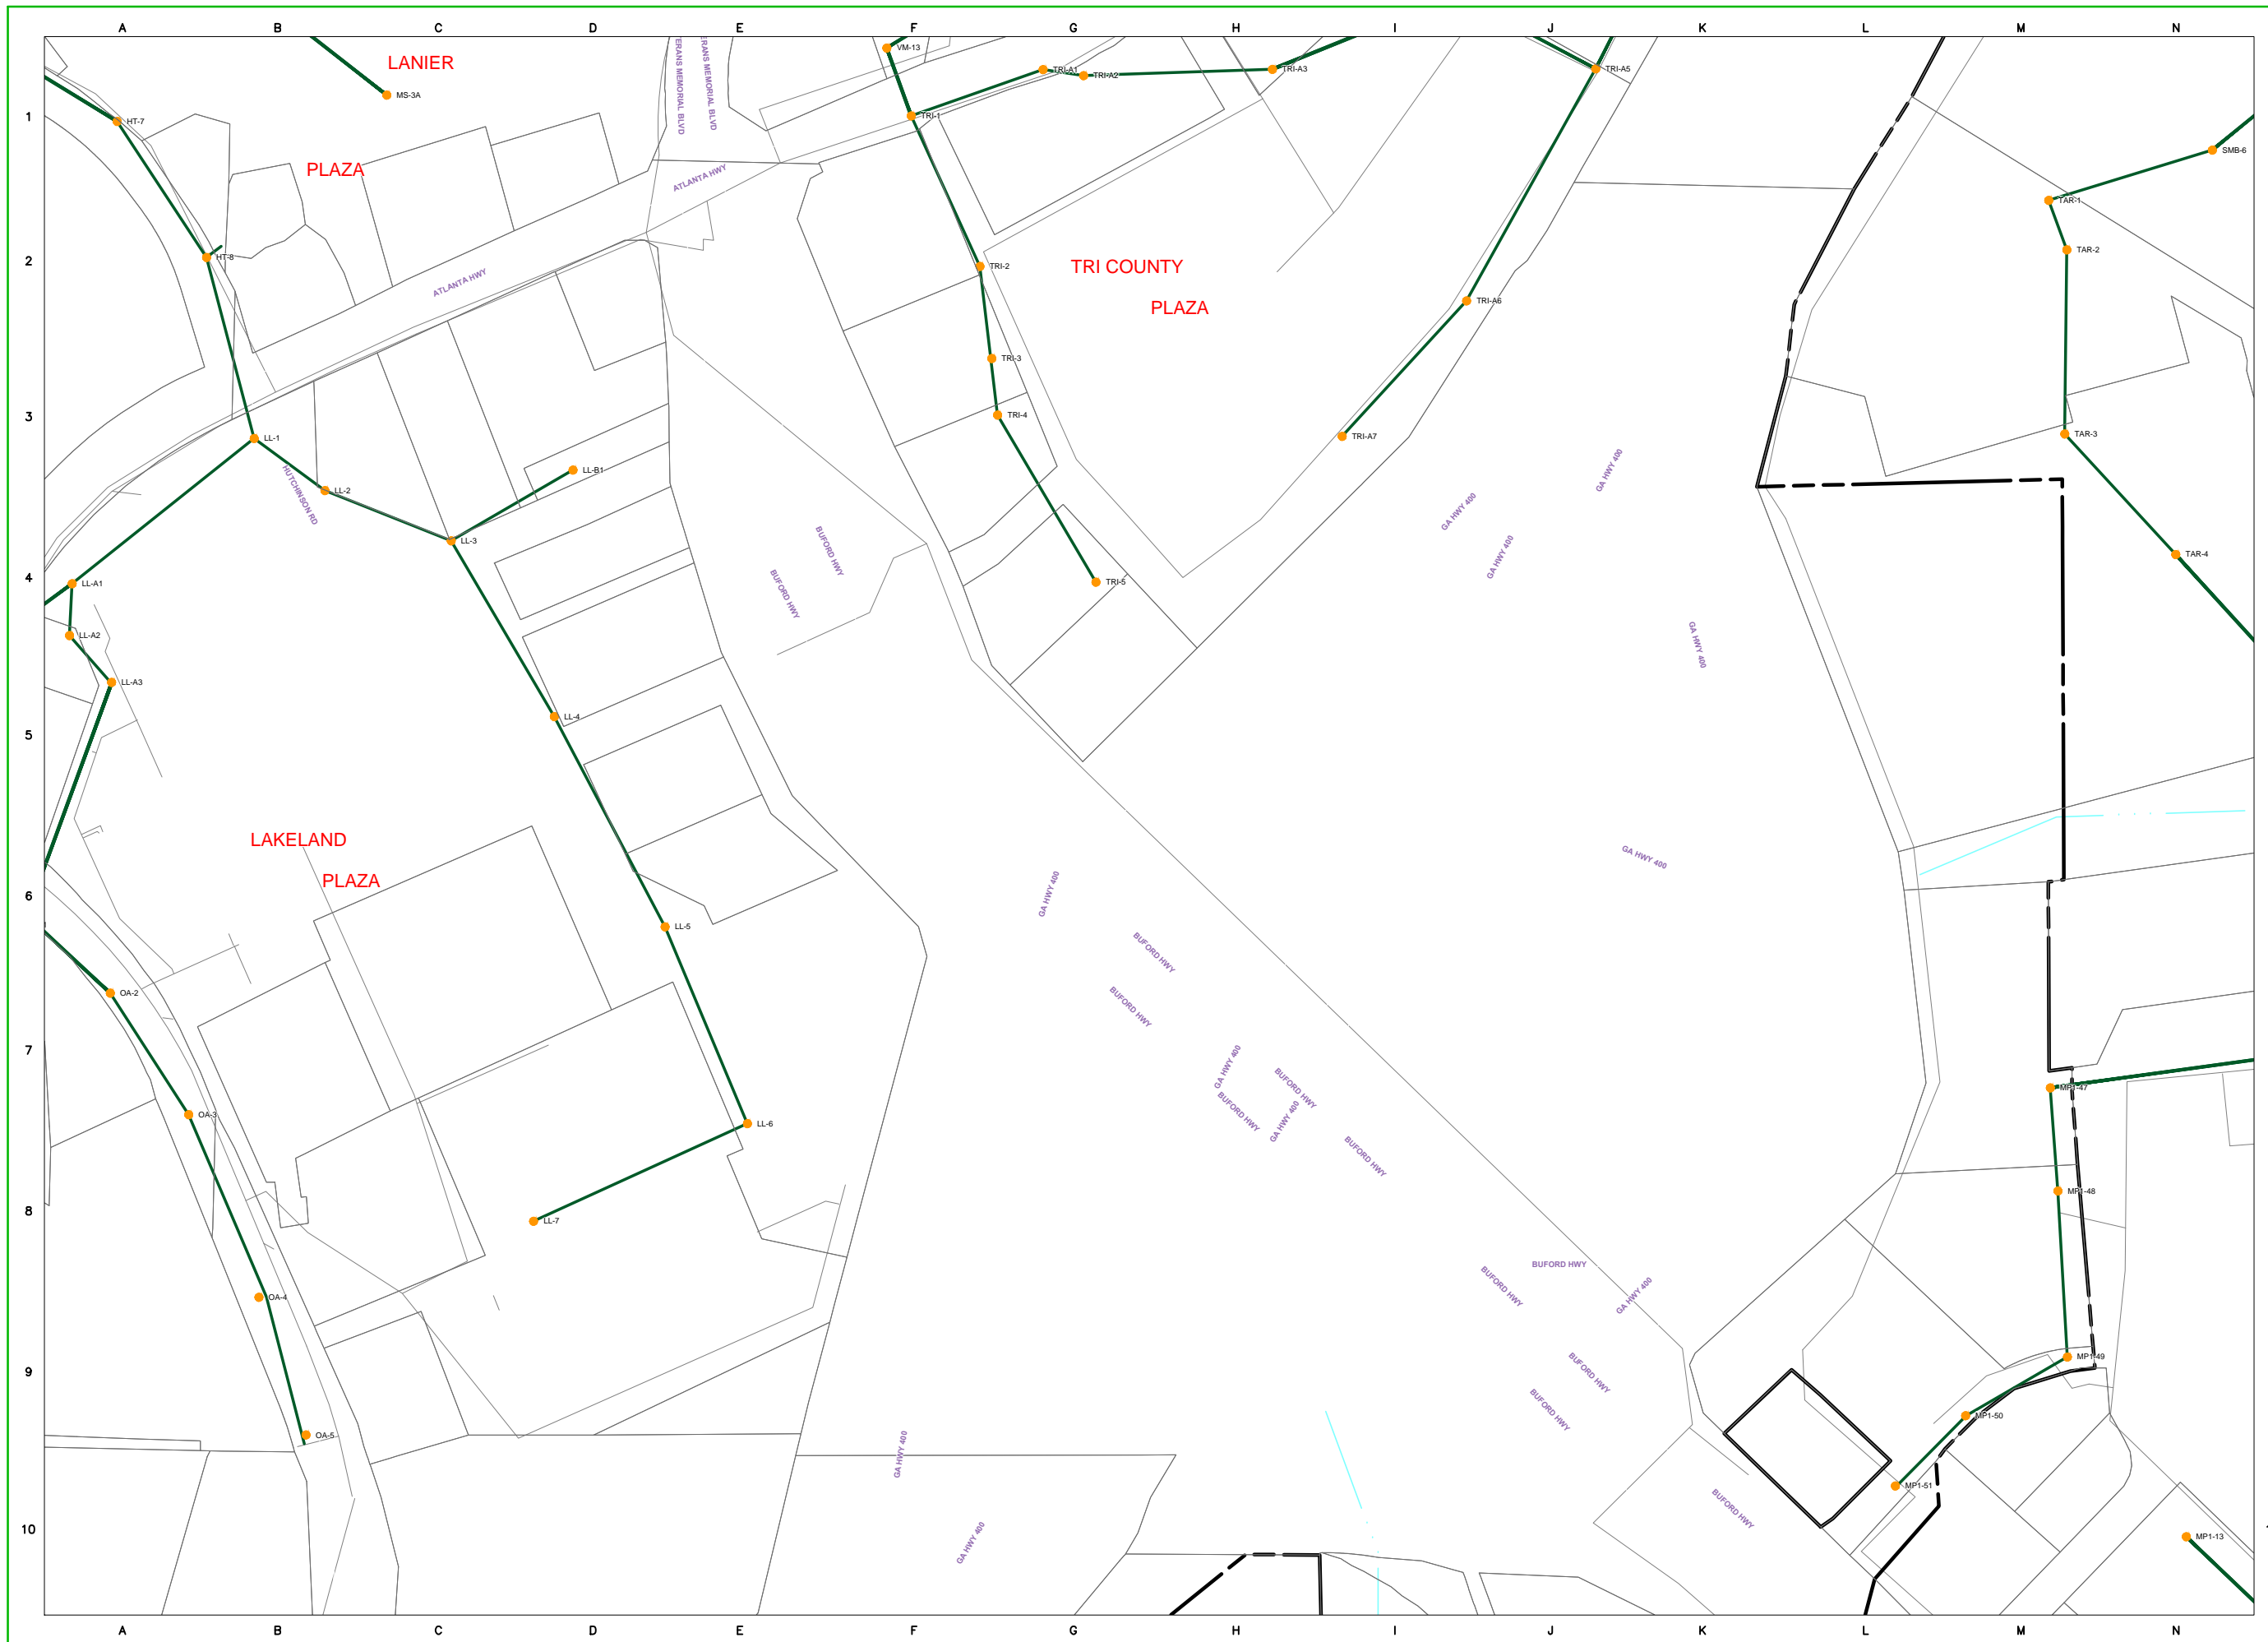 A B C D E F G H I J K L M N
LANIER
MS-3A
VM-13
TRI-A1
TRI-A2
TRI-A3
TRI-A5
ERANS MEMORIAL BLVD
ERANS MEMORIAL BLVD
1
HT-7
TRI-1
SMB-6
PLAZA
ATLANTA HWY
TAR-1
2
HT-8
TAR-2
TRI-2
TRI COUNTY
ATLANTA HWY
PLAZA
TRI-A6
TRI-3
3
TRI-4
LL-1
TRI-A7
TAR-3
LL-B1
GA HWY 400
HUTCHINSON RD
LL-2
GA HWY 400
LL-3
BUFORD HWY
GA HWY 400
TAR-4
4
LL-A1
TRI-5
BUFORD HWY
LL-A2
GA HWY 400
LL-A3
LL-4
5
LAKELAND
GA HWY 400
PLAZA
6
GA HWY 400
LL-5
BUFORD HWY
OA-2
BUFORD HWY
7
GA HWY 400
BUFORD HWY
MP1-47
OA-3
BUFORD HWY
GA HWY 400
LL-6
BUFORD HWY
MP1-48
8
LL-7
BUFORD HWY
BUFORD HWY
GA HWY 400
OA-4
MP1-49
9
BUFORD HWY
BUFORD HWY
MP1-50
OA-5
GA HWY 400
MP1-51
BUFORD HWY
10
GA HWY 400
MP1-13
A B C D E F G H I J K L M N